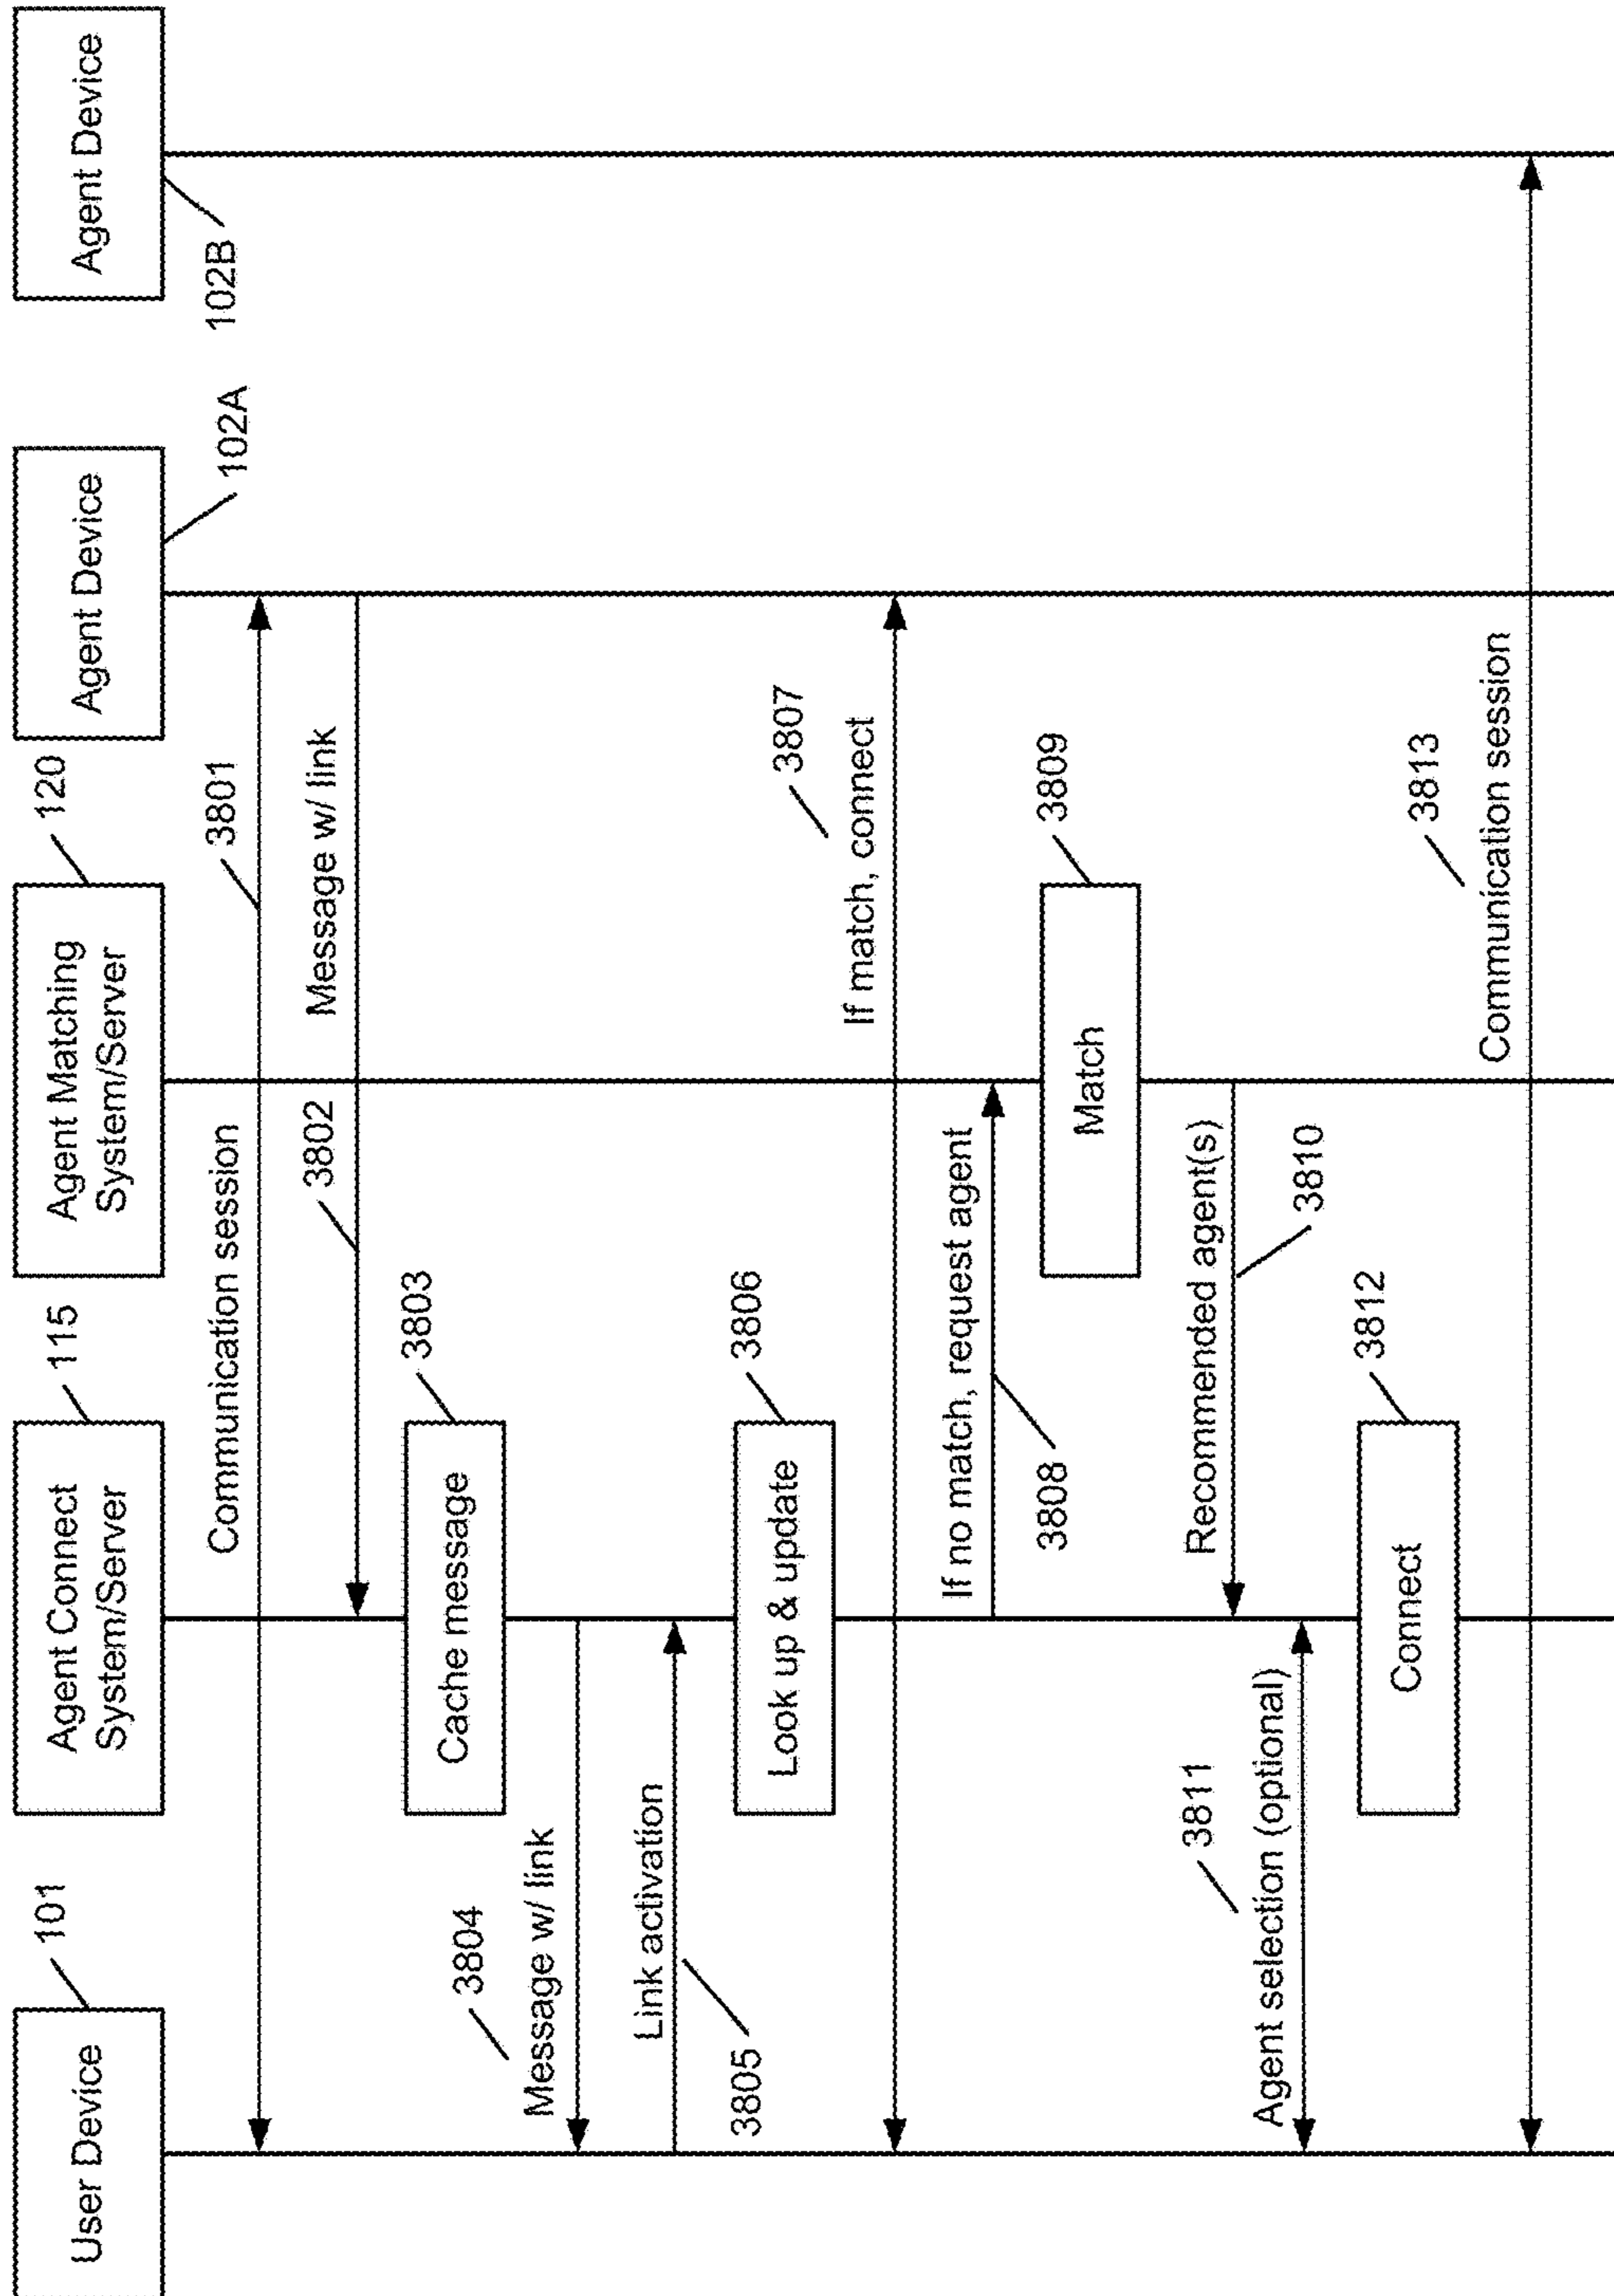 User Device
101
Agent Connect
System/Server
115
Agent Matching
System/Server
120
Agent Device
102A
Agent Device
102B
Communication session
3801
3802
Message w/ link
Cache message
3803
3804
Message w/ link
Link activation
3805
Look up & update
3806
If match, connect
3807
If no match, request agent
3808
Match
3809
Recommended agent(s)
3810
3811
Agent selection (optional)
Connect
3812
3813
Communication session